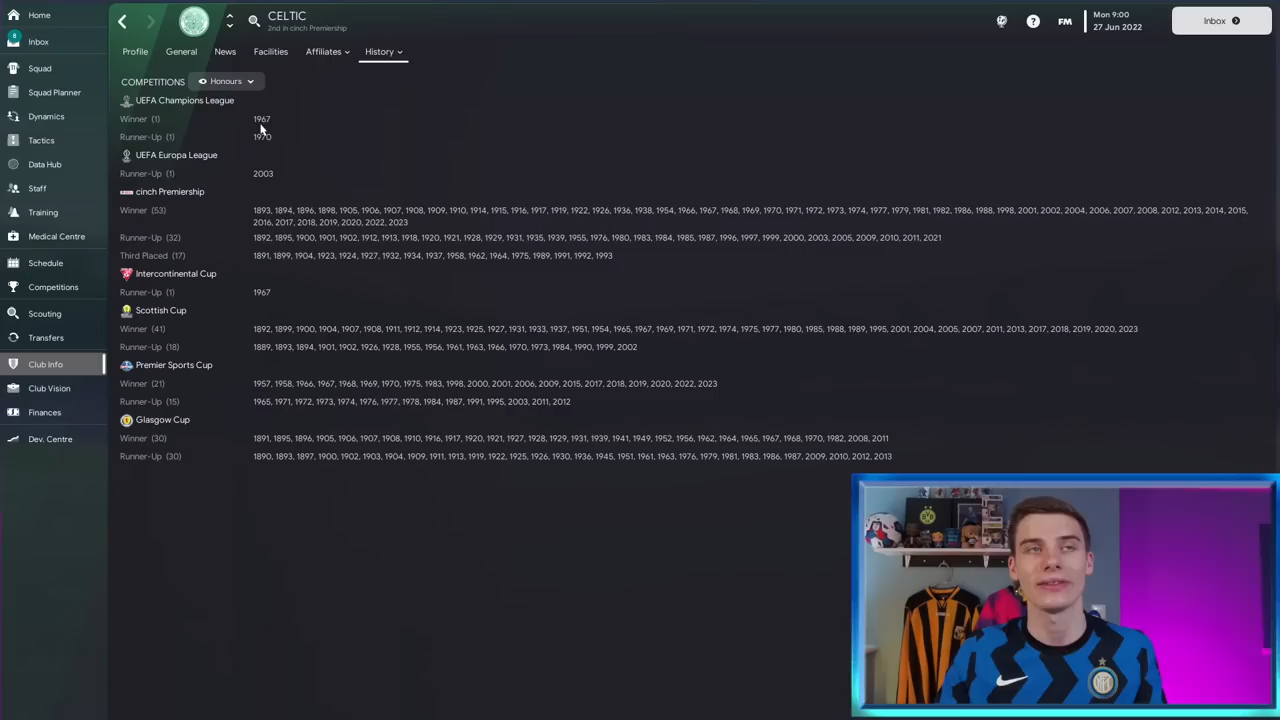 Home
8
Inbox
Squad
Squad Planner
Dynamics
Tactics
Data Hub
Staff
Training
Medical Centre
Schedule
Competitions
Scouting
Transfers
Club Info
Club Vision
Finances
Dev. Centre
CELTIC
2nd in cinch Premiership
? FM
Mon 9:00
27 Jun 2022
Inbox
Profile General News Facilities Affiliates History
COMPETITIONS Honours
UEFA Champions League
Winner (1) 1967
Runner-Up (1) 1970
UEFA Europa League
Runner-Up (1) 2003
cinch Premiership
Winner (53) 1893, 1894, 1896, 1898, 1905, 1906, 1907, 1908, 1909, 1910, 1914, 1915, 1916, 1917, 1919, 1922, 1926, 1936, 1938, 1954, 1966, 1967, 1968, 1969, 1970, 1971, 1972, 1973, 1974, 1977, 1979, 1981, 1982, 1986, 1988, 1998, 2001, 2002, 2004, 2006, 2007, 2008, 2012, 2013, 2014, 2015,
2016, 2017, 2018, 2019, 2020, 2022, 2023
Runner-Up (32) 1892, 1895, 1900, 1901, 1902, 1912, 1913, 1918, 1920, 1921, 1928, 1929, 1931, 1935, 1939, 1955, 1976, 1980, 1983, 1984, 1985, 1987, 1996, 1997, 1999, 2000, 2003, 2005, 2009, 2010, 2011, 2021
Third Placed (17) 1891, 1899, 1904, 1923, 1924, 1927, 1932, 1934, 1937, 1958, 1962, 1964, 1975, 1989, 1991, 1992, 1993
Intercontinental Cup
Runner-Up (1) 1967
Scottish Cup
Winner (41) 1892, 1899, 1900, 1904, 1907, 1908, 1911, 1912, 1914, 1923, 1925, 1927, 1931, 1933, 1937, 1951, 1954, 1965, 1967, 1969, 1971, 1972, 1974, 1975, 1977, 1980, 1985, 1988, 1989, 1995, 2001, 2004, 2005, 2007, 2011, 2013, 2017, 2018, 2019, 2020, 2023
Runner-Up (18) 1889, 1893, 1894, 1901, 1902, 1926, 1928, 1955, 1956, 1961, 1963, 1966, 1970, 1973, 1984, 1990, 1999, 2002
Premier Sports Cup
Winner (21) 1957, 1958, 1966, 1967, 1968, 1969, 1970, 1975, 1983, 1998, 2000, 2001, 2006, 2009, 2015, 2017, 2018, 2019, 2020, 2022, 2023
Runner-Up (15) 1965, 1971, 1972, 1973, 1974, 1976, 1977, 1978, 1984, 1987, 1991, 1995, 2003, 2011, 2012
Glasgow Cup
Winner (30) 1891, 1895, 1896, 1905, 1906, 1907, 1908, 1910, 1916, 1917, 1920, 1921, 1927, 1928, 1929, 1931, 1939, 1941, 1949, 1952, 1956, 1962, 1964, 1965, 1967, 1968, 1970, 1982, 2008, 2011
Runner-Up (30) 1890, 1893, 1897, 1900, 1902, 1903, 1904, 1909, 1911, 1913, 1919, 1922, 1925, 1926, 1930, 1936, 1945, 1951, 1961, 1963, 1976, 1979, 1981, 1983, 1986, 1987, 2009, 2010, 2012, 2013
BVB
09